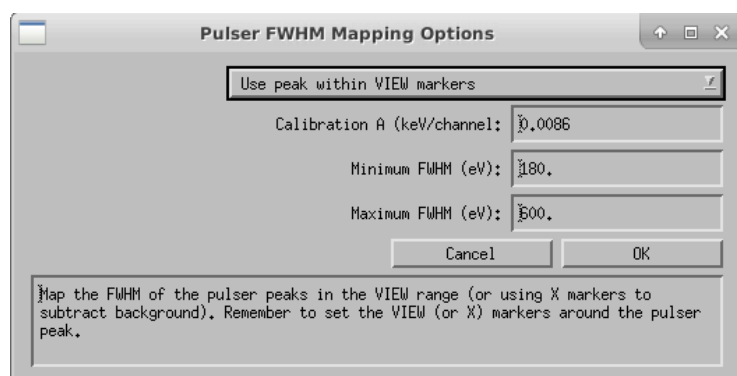 Pulser FWHM Mapping Options
Use peak within VIEW markers
Calibration A (keV/channel: 0.0086
Minimum FWHM (eV): 180.
Maximum FWHM (eV): 600.
Cancel OK
Map the FWHM of the pulser peaks in the VIEW range (or using X markers to
subtract background). Remember to set the VIEW (or X) markers around the pulser
peak.